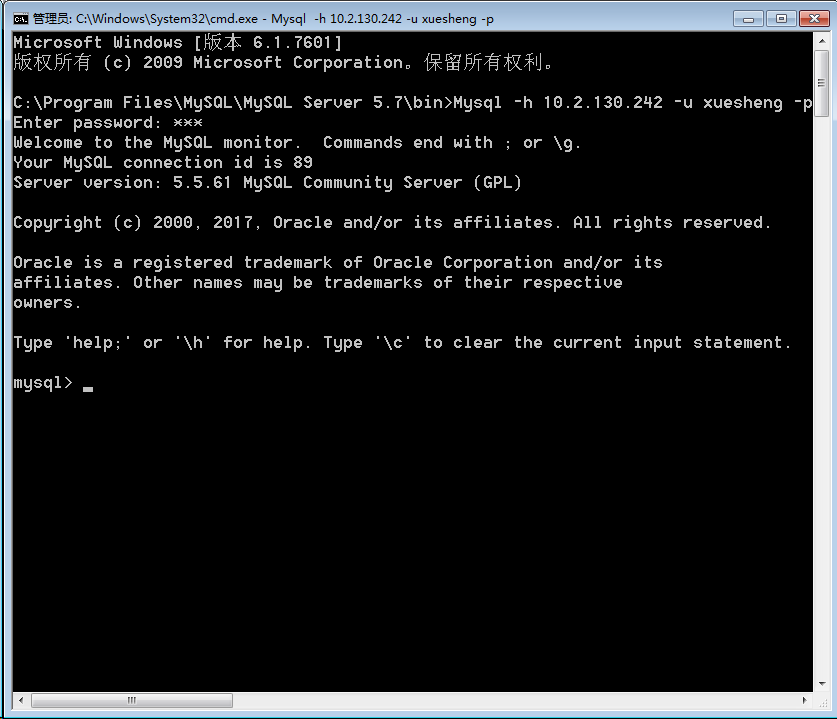 管理员: C:\Windows\System32\cmd.exe - Mysql  -h 10.2.130.242 -u xuesheng -p
Microsoft Windows [版本 6.1.7601]
版权所有 (c) 2009 Microsoft Corporation。保留所有权利。
C:\Program Files\MySQL\MySQL Server 5.7\bin>Mysql -h 10.2.130.242 -u xuesheng -p
Enter password: ***
Welcome to the MySQL monitor.  Commands end with ; or \g.
Your MySQL connection id is 89
Server version: 5.5.61 MySQL Community Server (GPL)
Copyright (c) 2000, 2017, Oracle and/or its affiliates. All rights reserved.
Oracle is a registered trademark of Oracle Corporation and/or its
affiliates. Other names may be trademarks of their respective
owners.
Type 'help;' or '\h' for help. Type '\c' to clear the current input statement.
mysql> _